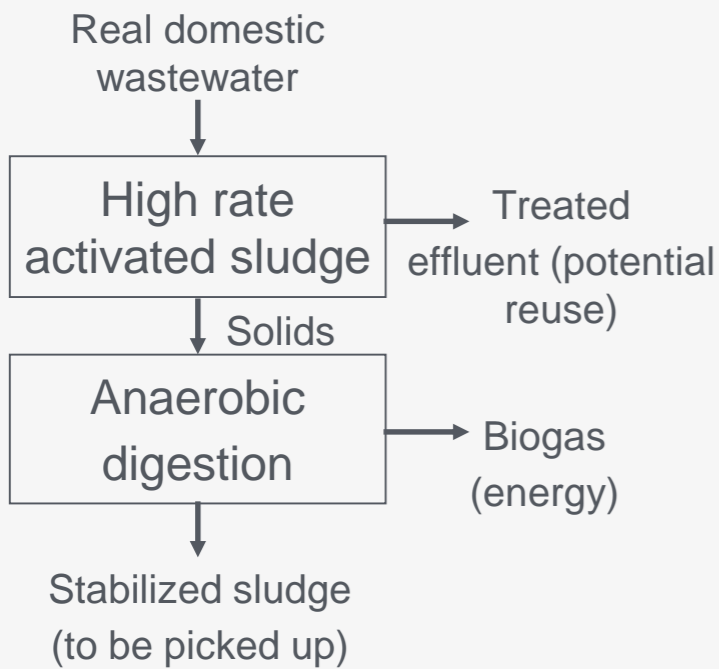 Real domestic
wastewater
High rate
activated sludge
Treated
effluent (potential
reuse)
Solids
Anaerobic
digestion
Biogas
(energy)
Stabilized sludge
(to be picked up)